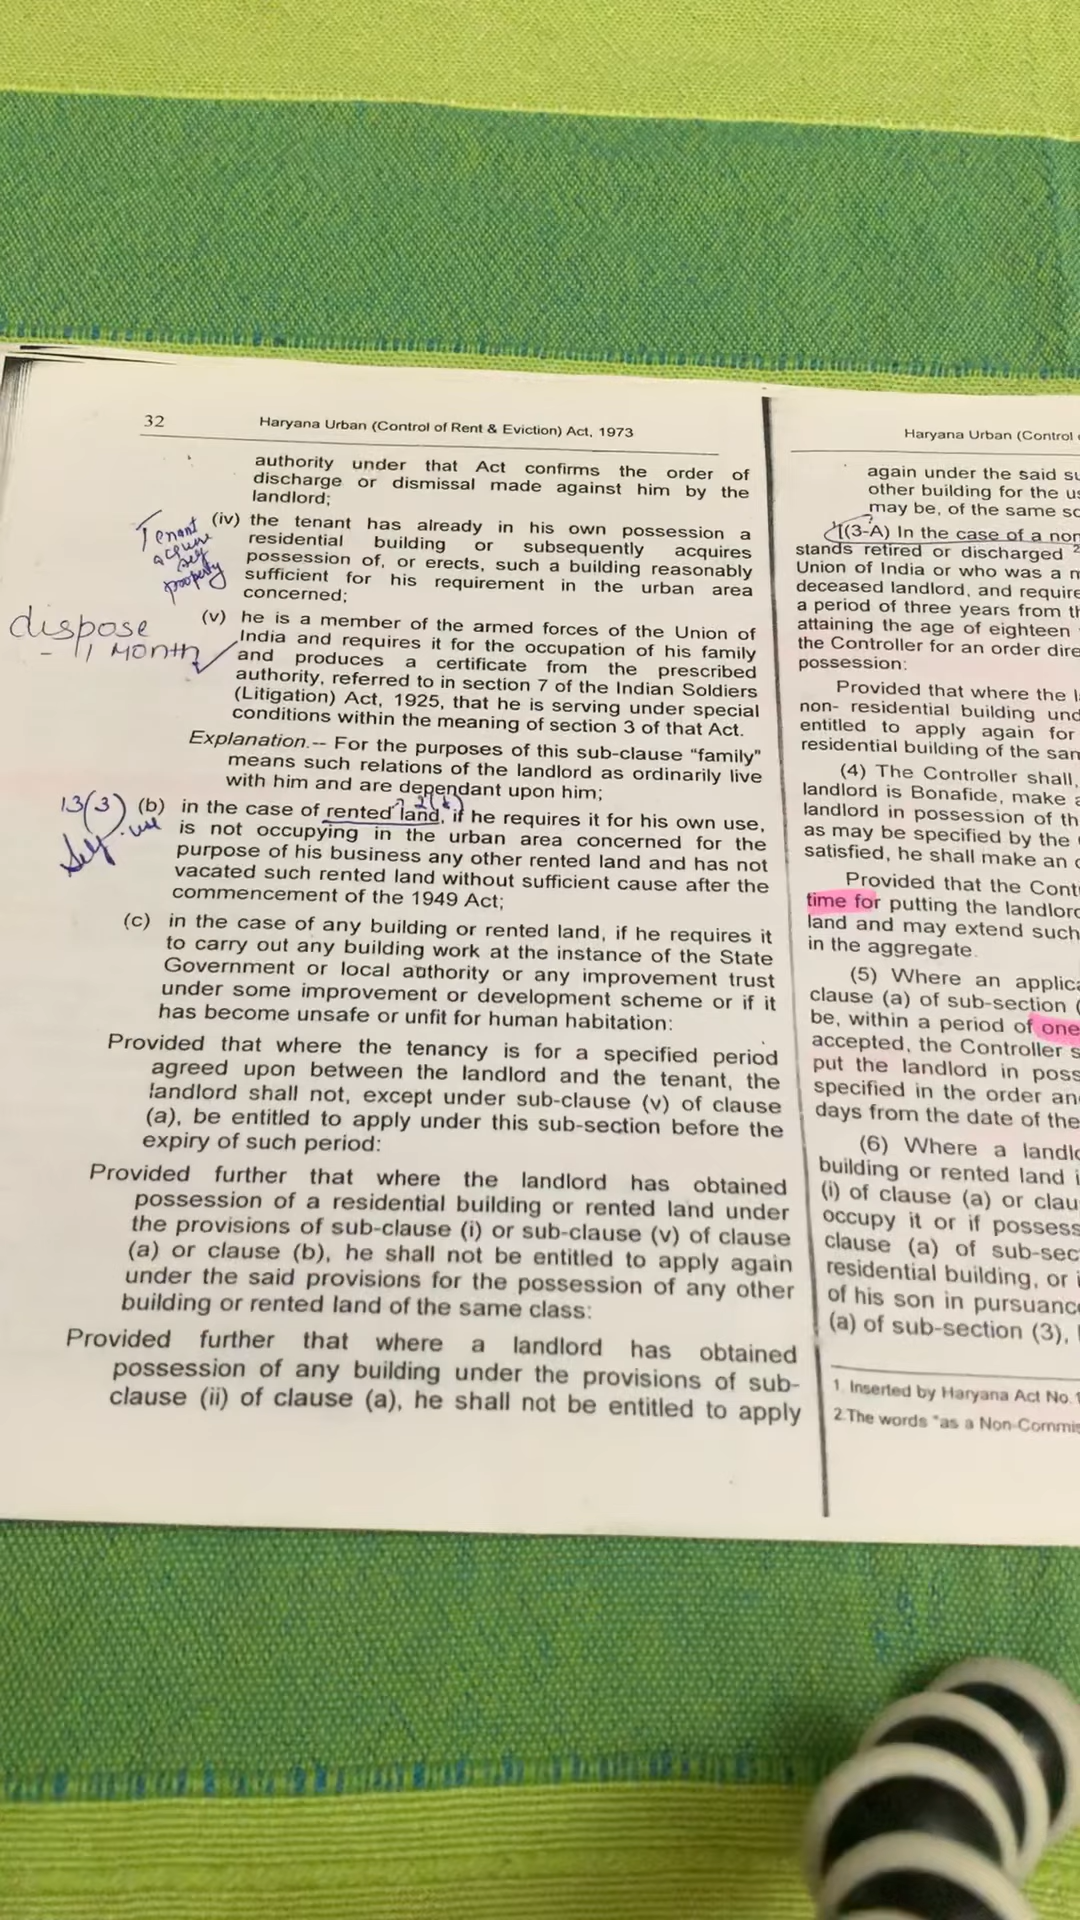 32
Haryana Urban (Control of Rent & Eviction) Act, 1973
authority under that Act confirms the order of
discharge or dismissal made against him by the
landlord;
Tenant
acquire
self
property
(iv) the tenant has already in his own possession a
residential building or subsequently acquires
possession of, or erects, such a building reasonably
sufficient for his requirement in the urban area
concerned;
dispose
- 1 Month
(v) he is a member of the armed forces of the Union of
India and requires it for the occupation of his family
and produces a certificate from the prescribed
authority, referred to in section 7 of the Indian Soldiers
(Litigation) Act, 1925, that he is serving under special
conditions within the meaning of section 3 of that Act.
Explanation.-- For the purposes of this sub-clause “family”
means such relations of the landlord as ordinarily live
with him and are dependant upon him;
13(3)
Self use
(b) in the case of rented land, if he requires it for his own use,
is not occupying in the urban area concerned for the
purpose of his business any other rented land and has not
vacated such rented land without sufficient cause after the
commencement of the 1949 Act;
(c) in the case of any building or rented land, if he requires it
to carry out any building work at the instance of the State
Government or local authority or any improvement trust
under some improvement or development scheme or if it
has become unsafe or unfit for human habitation:
Provided that where the tenancy is for a specified period
agreed upon between the landlord and the tenant, the
landlord shall not, except under sub-clause (v) of clause
(a), be entitled to apply under this sub-section before the
expiry of such period:
Provided further that where the landlord has obtained
possession of a residential building or rented land under
the provisions of sub-clause (i) or sub-clause (v) of clause
(a) or clause (b), he shall not be entitled to apply again
under the said provisions for the possession of any other
building or rented land of the same class:
Provided further that where a landlord has obtained
possession of any building under the provisions of sub-
clause (ii) of clause (a), he shall not be entitled to apply
Haryana Urban (Control
again under the said
other building for the
may be, of the same
1[(3-A) In the case of a
stands retired or discharged 2
Union of India or who was a
deceased landlord, and
a period of three years from
attaining the age of eighteen
the Controller for an order
possession:
Provided that where the
non- residential building
entitled to apply again for
residential building of the
(4) The Controller shall,
landlord is Bonafide, make
landlord in possession of
as may be specified by the
satisfied, he shall make an
Provided that the
time for putting the
land and may extend such
in the aggregate.
(5) Where an
clause (a) of sub-section
be, within a period of one
accepted, the Controller
put the landlord in
specified in the order
days from the date of the
(6) Where a
building or rented land
(i) of clause (a) or
occupy it or if
clause (a) of
residential building, or
of his son in
(a) of sub-section (3),
1. Inserted by Haryana Act No.
2.The words "as a